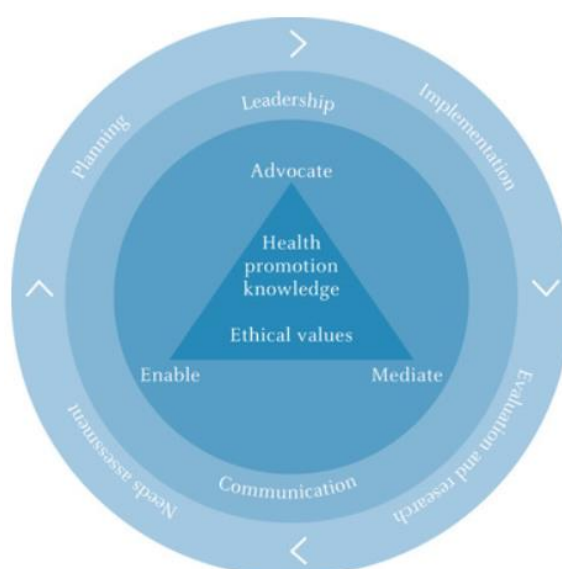 Planning
Implementation
Leadership
Advocate
Health
promotion
knowledge
Ethical values
Enable
Mediate
Needs assessment
Evaluation and research
Communication